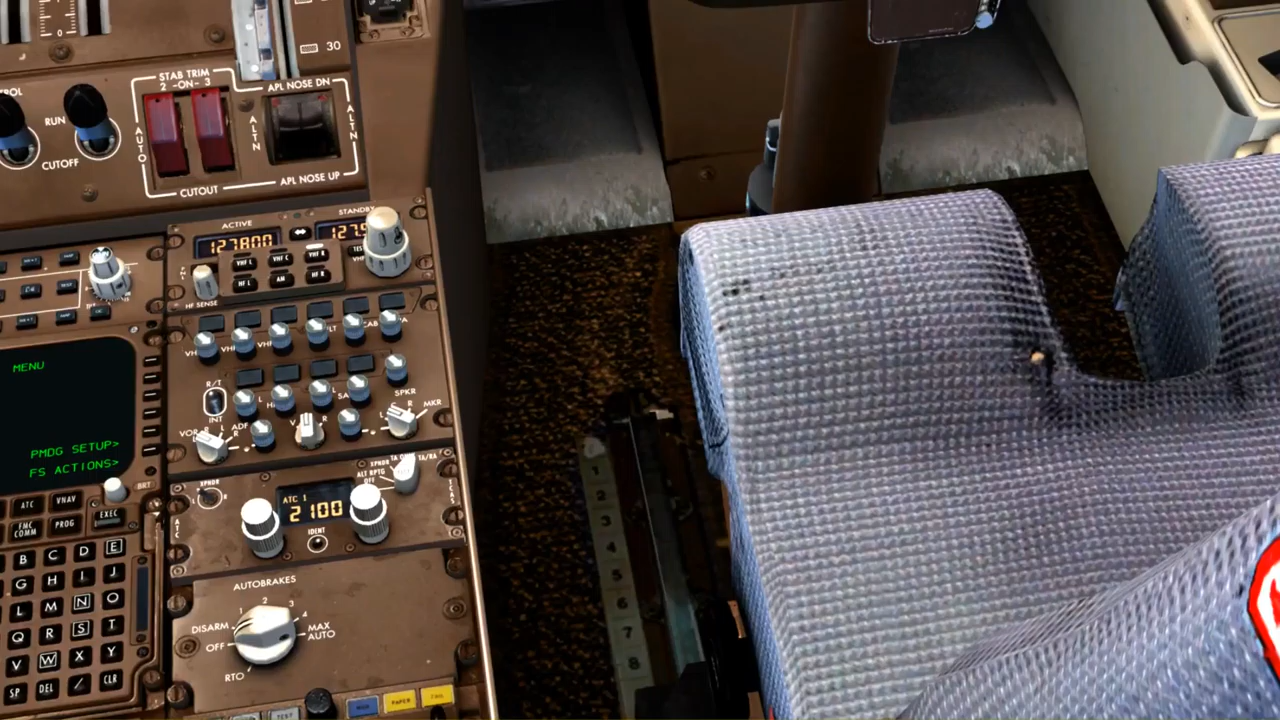 0
30
STAB TRIM
2 -ON- 3
APL NOSE DN
RUN
AUTO
ALTN
ALTN
CUTOFF
CUTOUT
APL NOSE UP
ACTIVE
STANDBY
127.800
VHF L
VHF C
VHF R
HF L
AM
HF R
HF SENSE
MENU
R/T
INT
SPKR
MKR
VOR
L
R
ADF
L
R
PMDG SETUP>
FS ACTIONS>
BRT
XPNDR
ALT RPTG
OFF
TA/RA
ATC
VNAV
EXEC
FMC
COMM
PROG
ATC 1
2100
IDENT
ATC
TCAS
B C D E
G H I J
L M N O
Q R S T
V W X Y
SP DEL / CLR
AUTOBRAKES
1
2
3
4
DISARM
MAX
AUTO
OFF
RTO
TEST
1
2
3
4
5
6
7
8